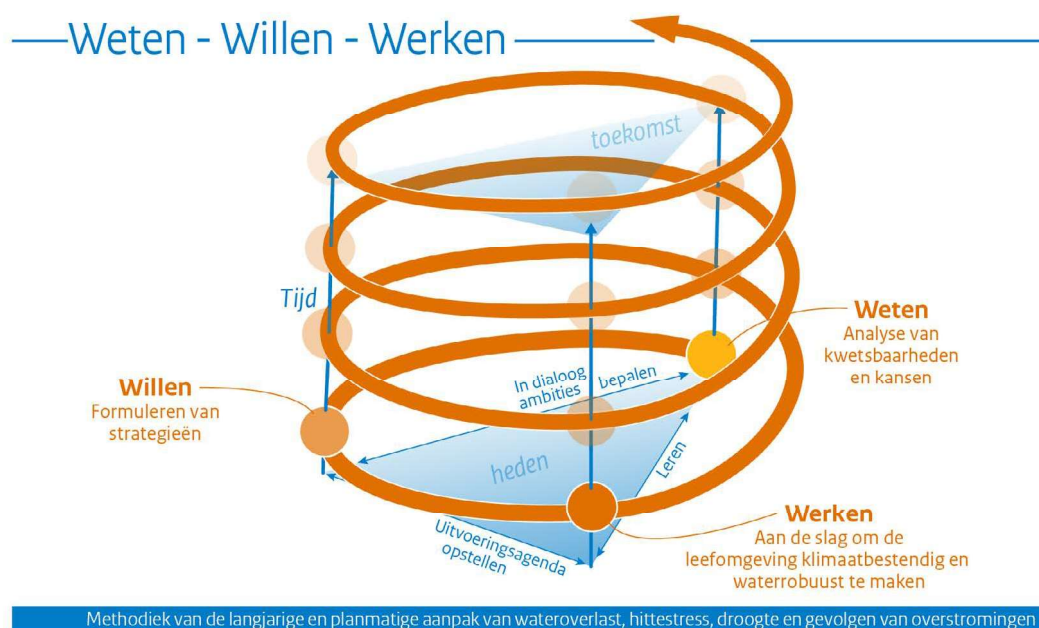 Weten - Willen - Werken
toekomst
Tijd
Weten
Analyse van
kwetsbaarheden
en kansen
In dialoog bepalen
ambities
Willen
Formuleren van
strategieën
heden
Leren
Uitvoeringsagenda
opstellen
Werken
Aan de slag om de
leefomgeving klimaatbestendig en
waterrobuust te maken
Methodiek van de langjarige en planmatige aanpak van wateroverlast, hittestress, droogte en gevolgen van overstromingen